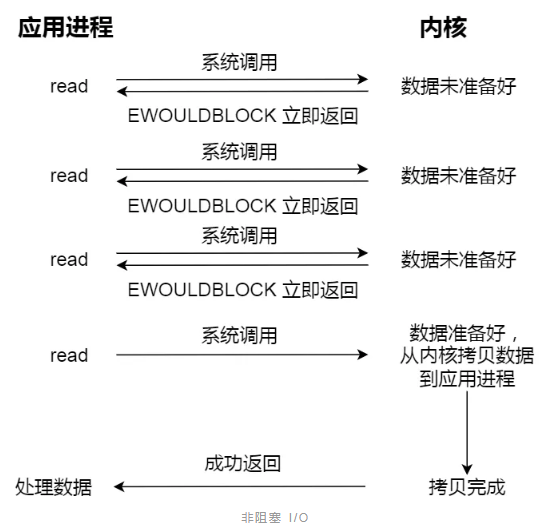 应用进程 内核
系统调用
read 数据未准备好
EWOULDBLOCK 立即返回
系统调用
read 数据未准备好
EWOULDBLOCK 立即返回
系统调用
read 数据未准备好
EWOULDBLOCK 立即返回
系统调用
数据准备好，
read 从内核拷贝数据
到应用进程
成功返回
处理数据 拷贝完成
非阻塞 I/O